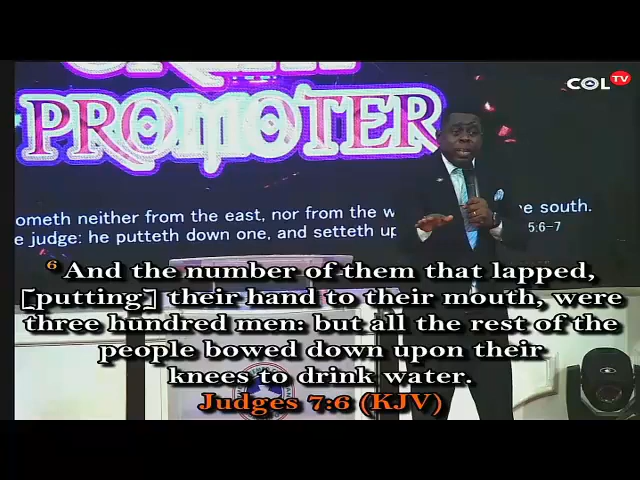 COL TV
PROMOTER
ometh neither from the east, nor from the w e south.
e judge: he putteth down one, and setteth up 5:6-7
6 And the number of them that lapped,
[putting] their hand to their mouth, were
three hundred men: but all the rest of the
people bowed down upon their
knees to drink water.
Judges 7:6 (KJV)